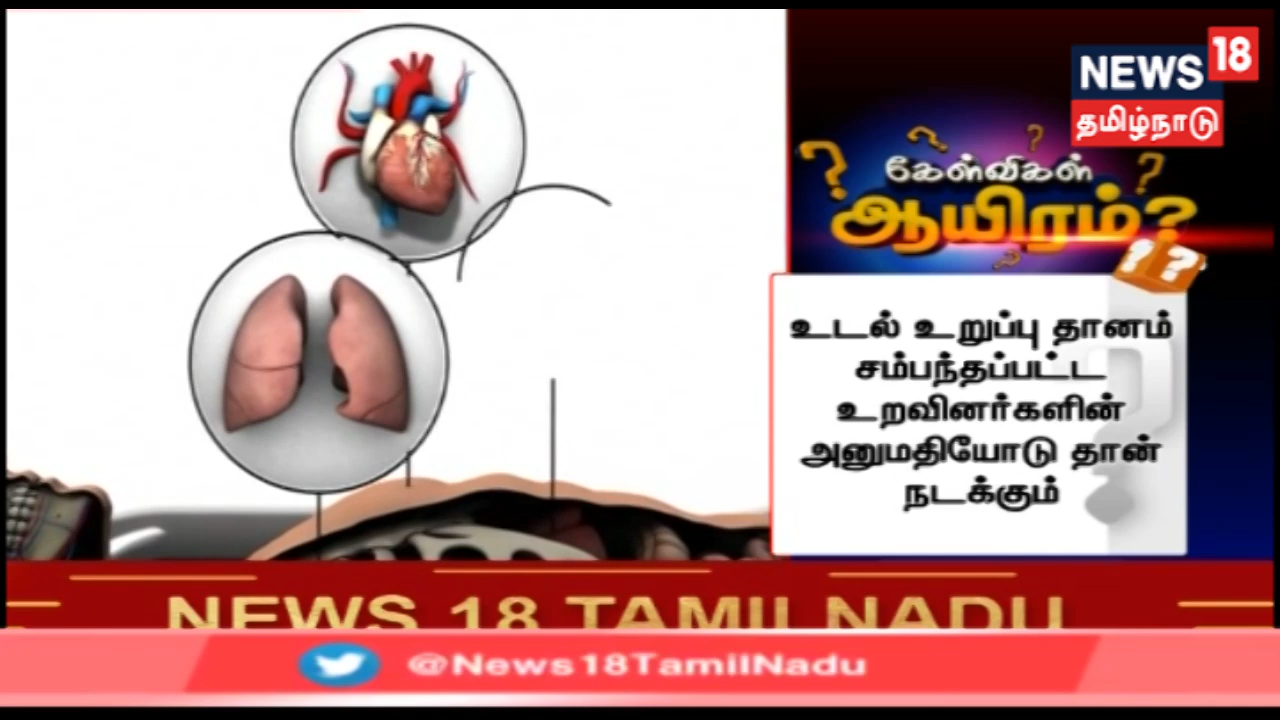 NEWS 18
தமிழ்நாடு
கேள்விகள்
ஆயிரம்?
உடல் உறுப்பு தானம்
சம்பந்தப்பட்ட
உறவினர்களின்
அனுமதியோடு தான்
நடக்கும்
NEWS 18 TAMIL NADU
@News18TamilNadu